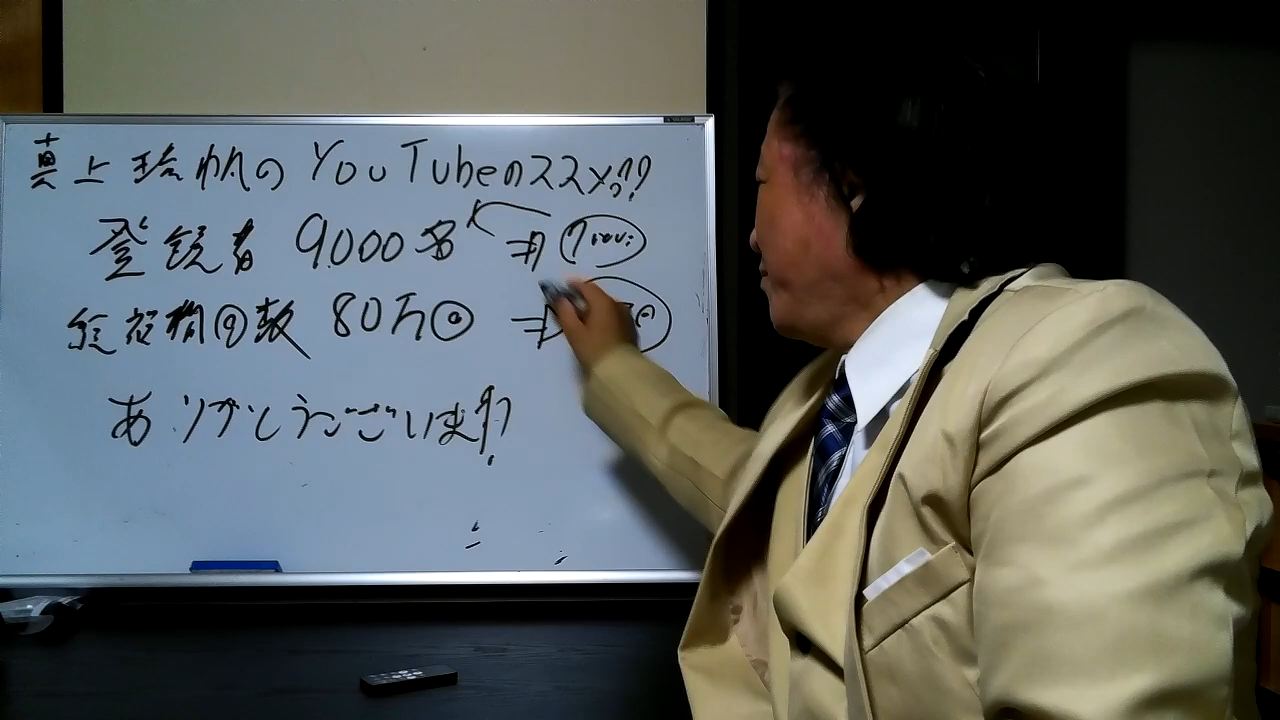 真上 玲帆の YouTubeのススメ!!
登録者 9,000名 ⇒
総視聴回数 80万回 ⇒
ありがとうございます!!